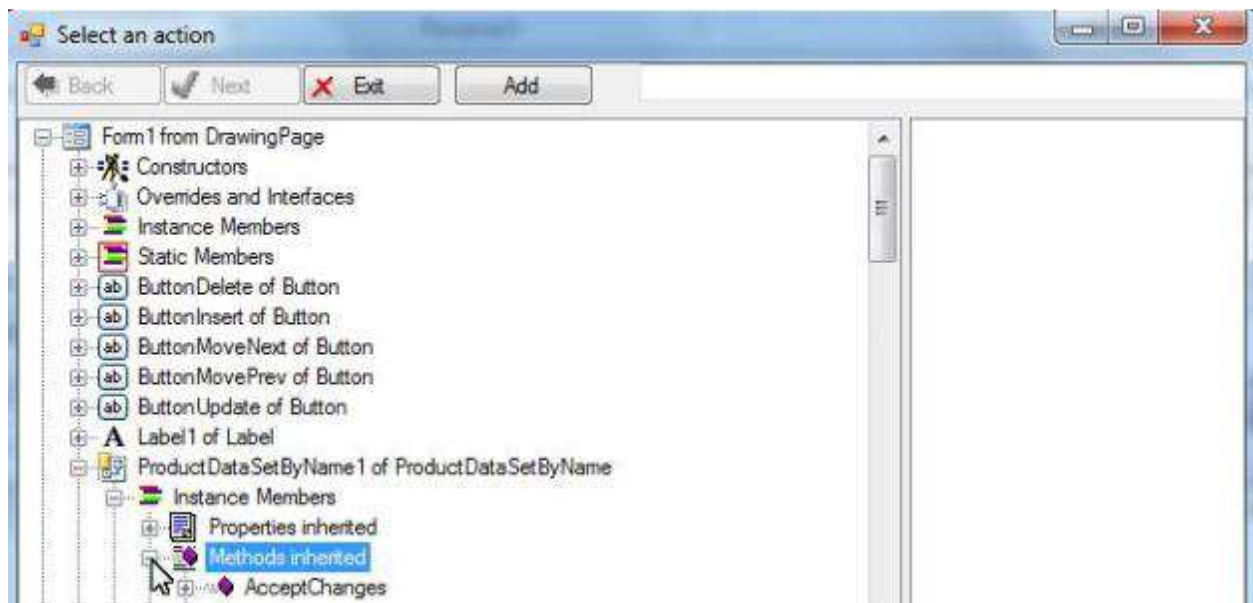 Select an action
Back Next Exit Add
Form1 from DrawingPage
Constructors
Overrides and Interfaces
Instance Members
Static Members
ab ButtonDelete of Button
ab ButtonInsert of Button
ab ButtonMoveNext of Button
ab ButtonMovePrev of Button
ab ButtonUpdate of Button
A Label1 of Label
ProductDataSetByName1 of ProductDataSetByName
Instance Members
Properties inherited
Methods inherited
AcceptChanges